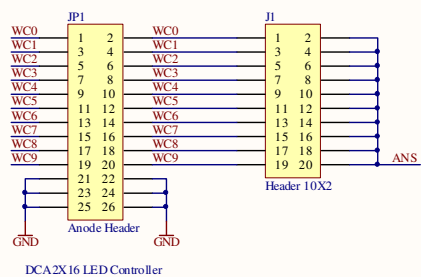 JP1 J1
WC0 1 2 WC0 1 2
WC1 3 4 WC1 3 4
WC2 5 6 WC2 5 6
WC3 7 8 WC3 7 8
WC4 9 10 WC4 9 10
WC5 11 12 WC5 11 12
WC6 13 14 WC6 13 14
WC7 15 16 WC7 15 16
WC8 17 18 WC8 17 18
WC9 19 20 WC9 19 20 ANS
21 22 Header 10X2
23 24
25 26
Anode Header
GND GND
DCA2X16 LED Controller